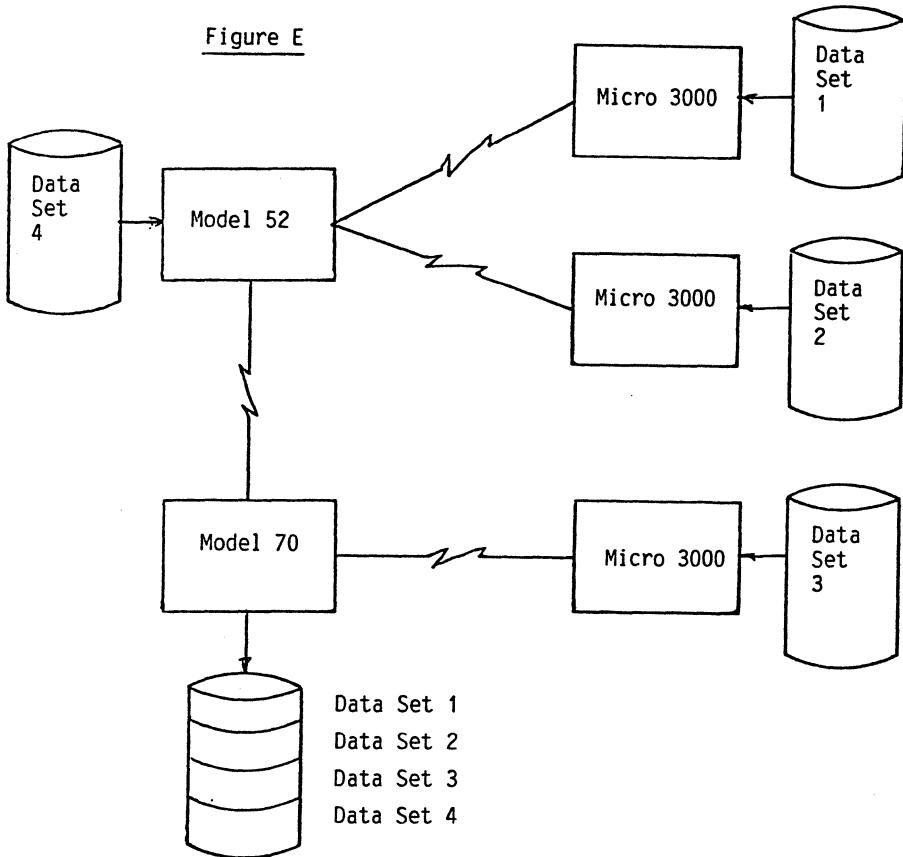 Figure E
Data
Set
1
Micro 3000
Data
Set
4
Model 52
Micro 3000
Data
Set
2
Model 70
Micro 3000
Data
Set
3
Data Set 1
Data Set 2
Data Set 3
Data Set 4